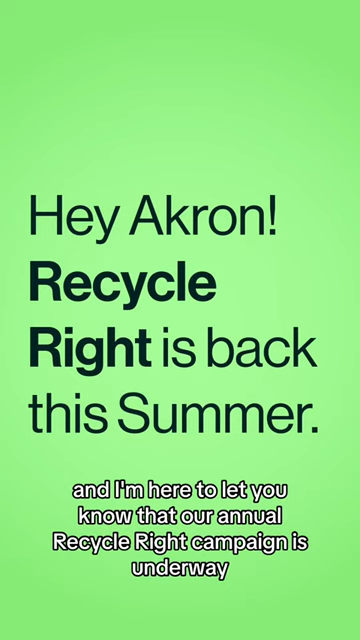 Hey Akron!
Recycle
Right is back
this Summer.
and I'm here to let you
know that our annual
Recycle Right campaign is
underway